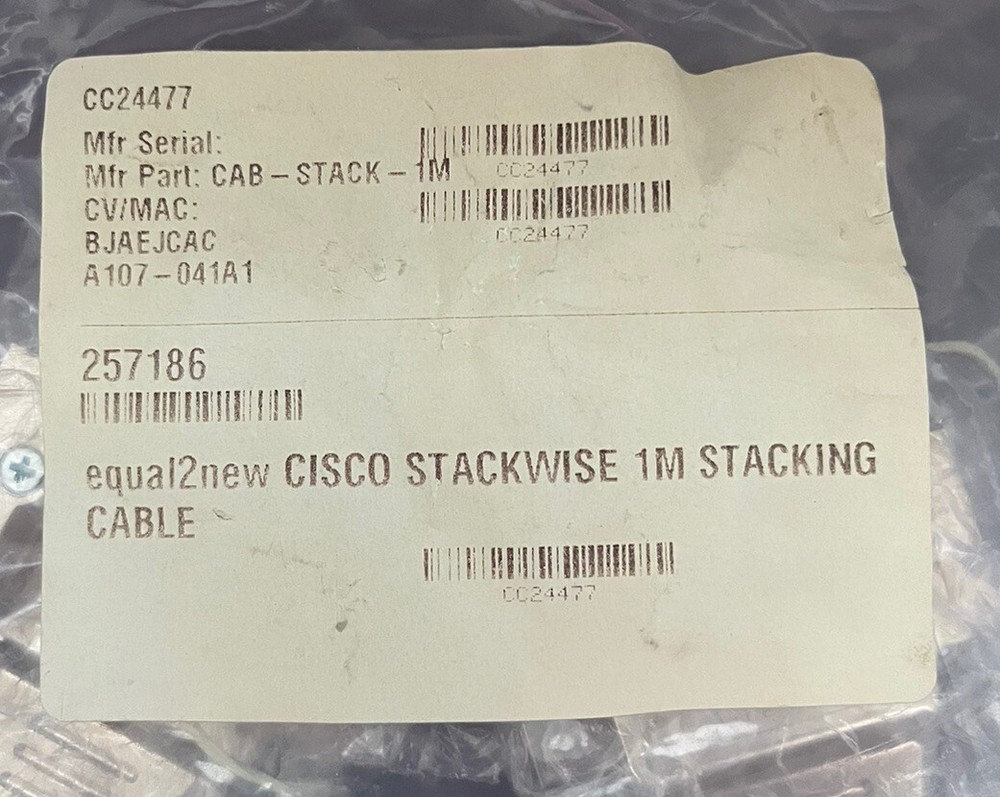 CC24477
Mfr Serial:
CC24477
Mfr Part: CAB-STACK-1M
CV/MAC:
CC24477
BJAEJCAC
A107-041A1
257186
equal2new CISCO STACKWISE 1M STACKING
CABLE
CC24477